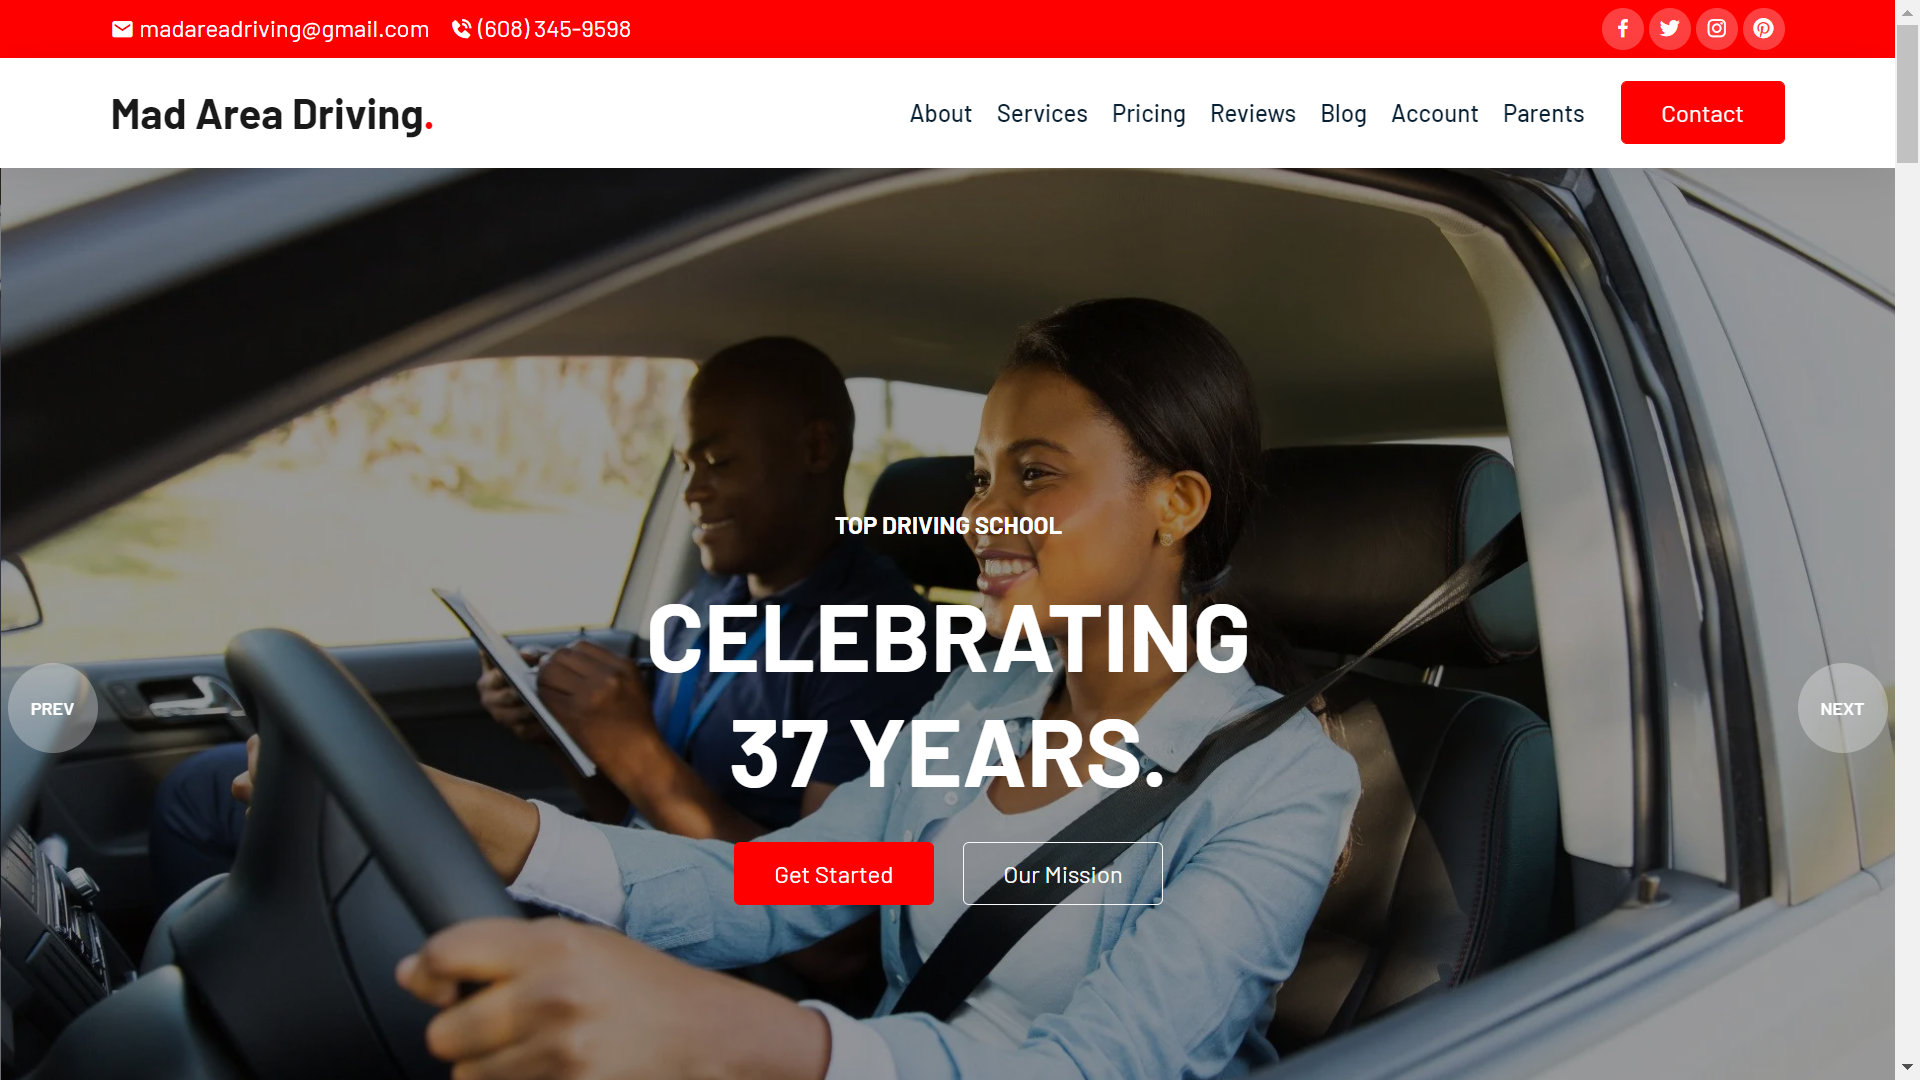 madareadriving@gmail.com (608) 345-9598
Mad Area Driving.
About Services Pricing Reviews Blog Account Parents Contact
TOP DRIVING SCHOOL
CELEBRATING
37 YEARS.
PREV
NEXT
Get Started Our Mission